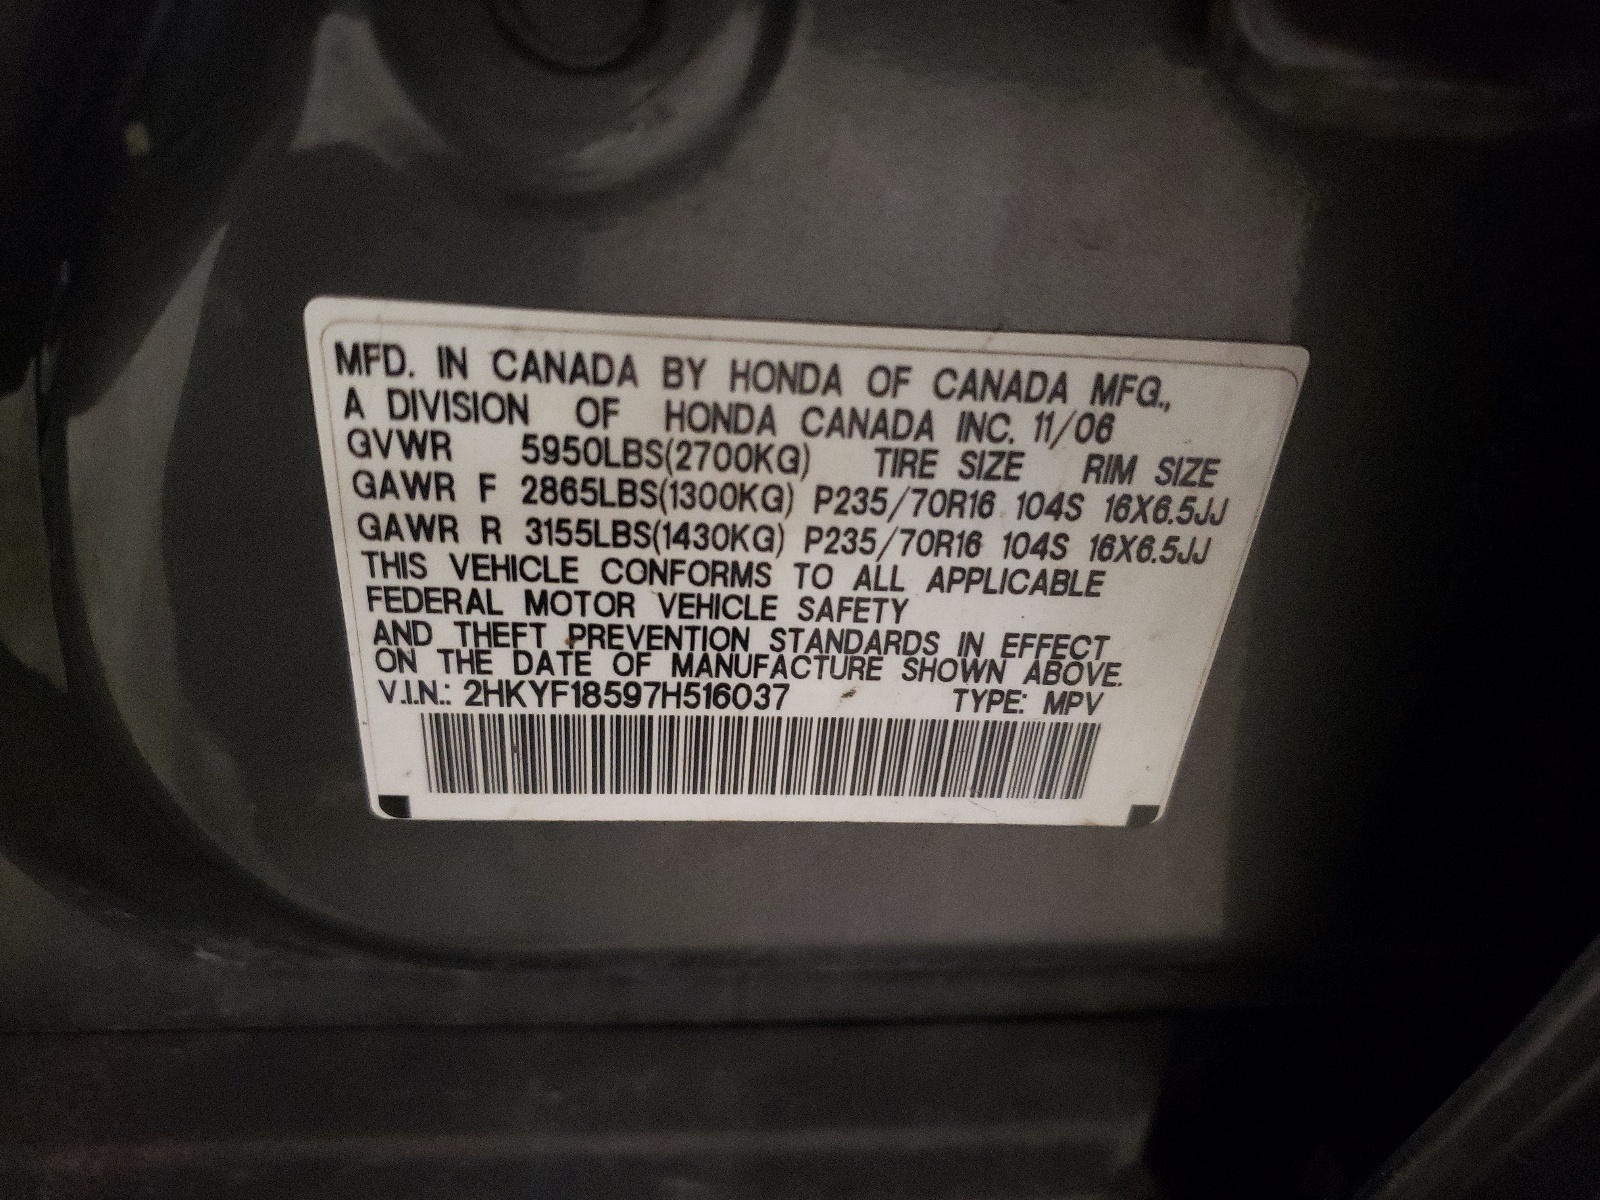 MFD. IN CANADA BY HONDA OF CANADA MFG.,
A DIVISION OF HONDA CANADA INC. 11/06
GVWR 5950LBS(2700KG) TIRE SIZE RIM SIZE
GAWR F 2865LBS(1300KG) P235/70R16 104S 16X6.5JJ
GAWR R 3155LBS(1430KG) P235/70R16 104S 16X6.5JJ
THIS VEHICLE CONFORMS TO ALL APPLICABLE
FEDERAL MOTOR VEHICLE SAFETY
AND THEFT PREVENTION STANDARDS IN EFFECT
ON THE DATE OF MANUFACTURE SHOWN ABOVE.
V.I.N.: 2HKYF18597H516037 TYPE: MPV